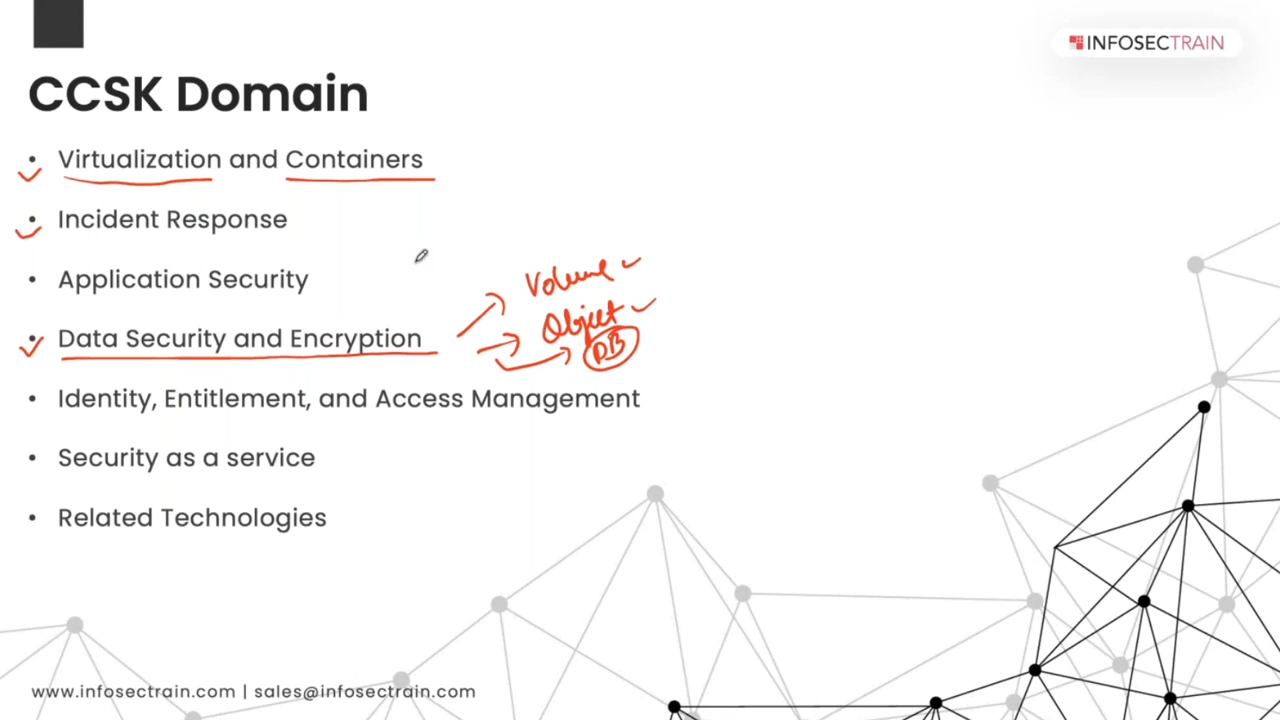 INFOSECTRAIN
CCSK Domain
• Virtualization and Containers
• Incident Response
• Application Security
Volume
Object
• Data Security and Encryption
DB
• Identity, Entitlement, and Access Management
• Security as a service
• Related Technologies
www.infosectrain.com | sales@infosectrain.com